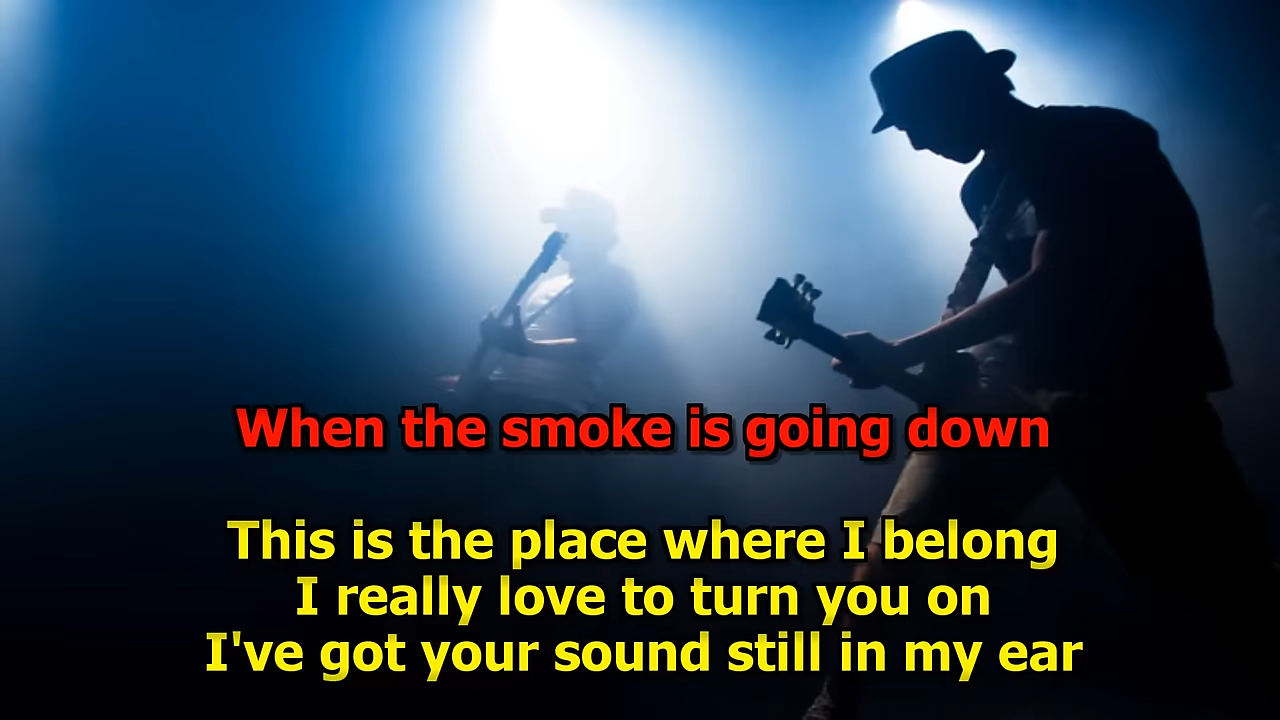 When the smoke is going down
This is the place where I belong
I really love to turn you on
I've got your sound still in my ear